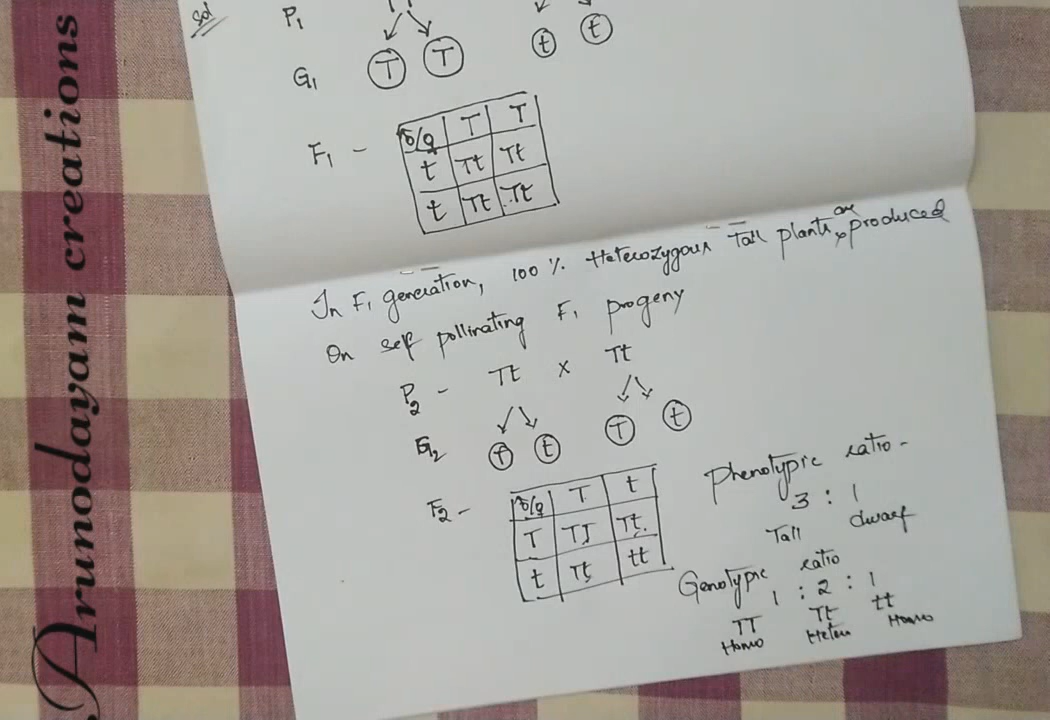 Sol
P1
T T t t
G1
F1 -
♂/♀ T T
t Tt Tt
t Tt Tt
In F1 generation, 100 % Heterozygous Tall plants are produced
On self pollinating F1 progeny
P2 - Tt x Tt
G2 T t T t
F2 -
♂/♀ T t
T TT Tt
t Tt tt
Phenotypic ratio -
3 : 1
Tall dwarf
Genotypic ratio
1 : 2 : 1
TT Tt tt
Homo Hetero Homo
Arunodayam creations